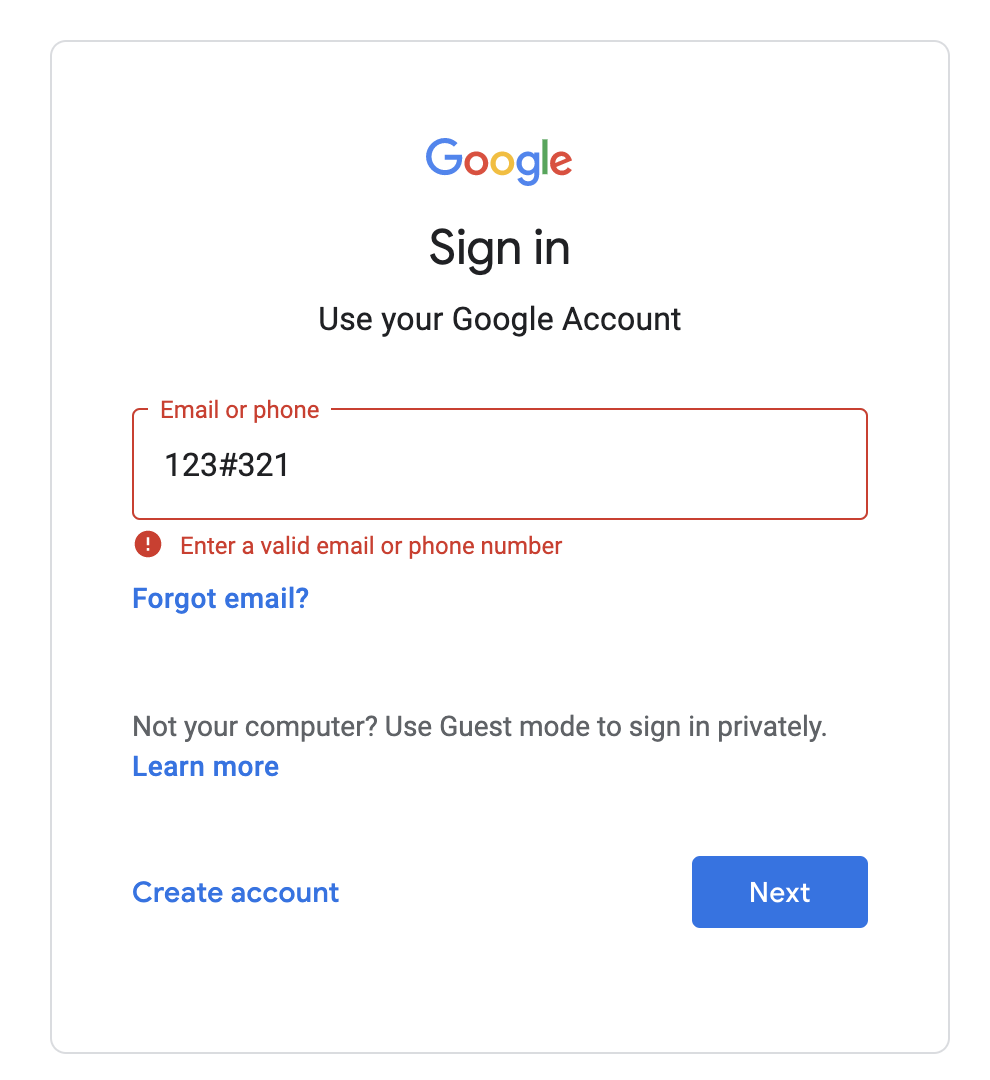 Google
Sign in
Use your Google Account
Email or phone
123#321
Enter a valid email or phone number
Forgot email?
Not your computer? Use Guest mode to sign in privately.
Learn more
Create account
Next